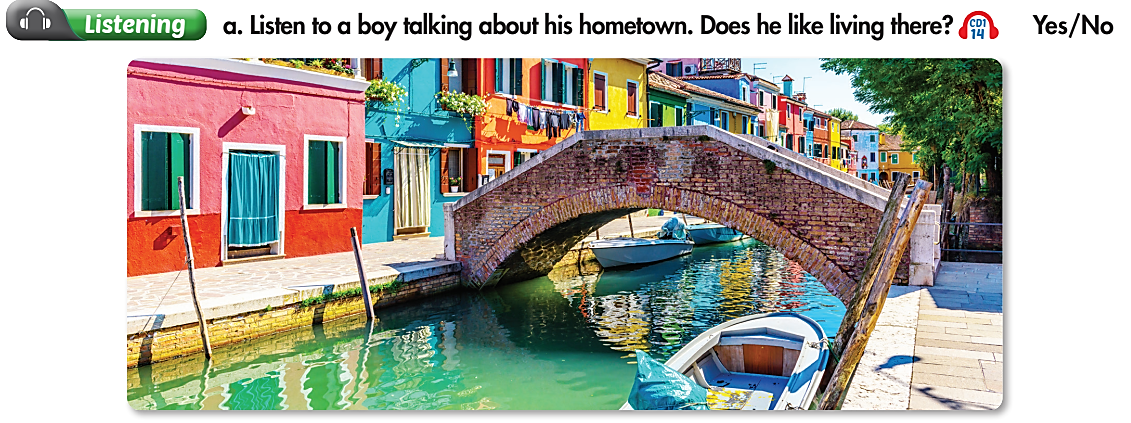 Listening a. Listen to a boy talking about his hometown. Does he like living there? CD1 14 Yes/No